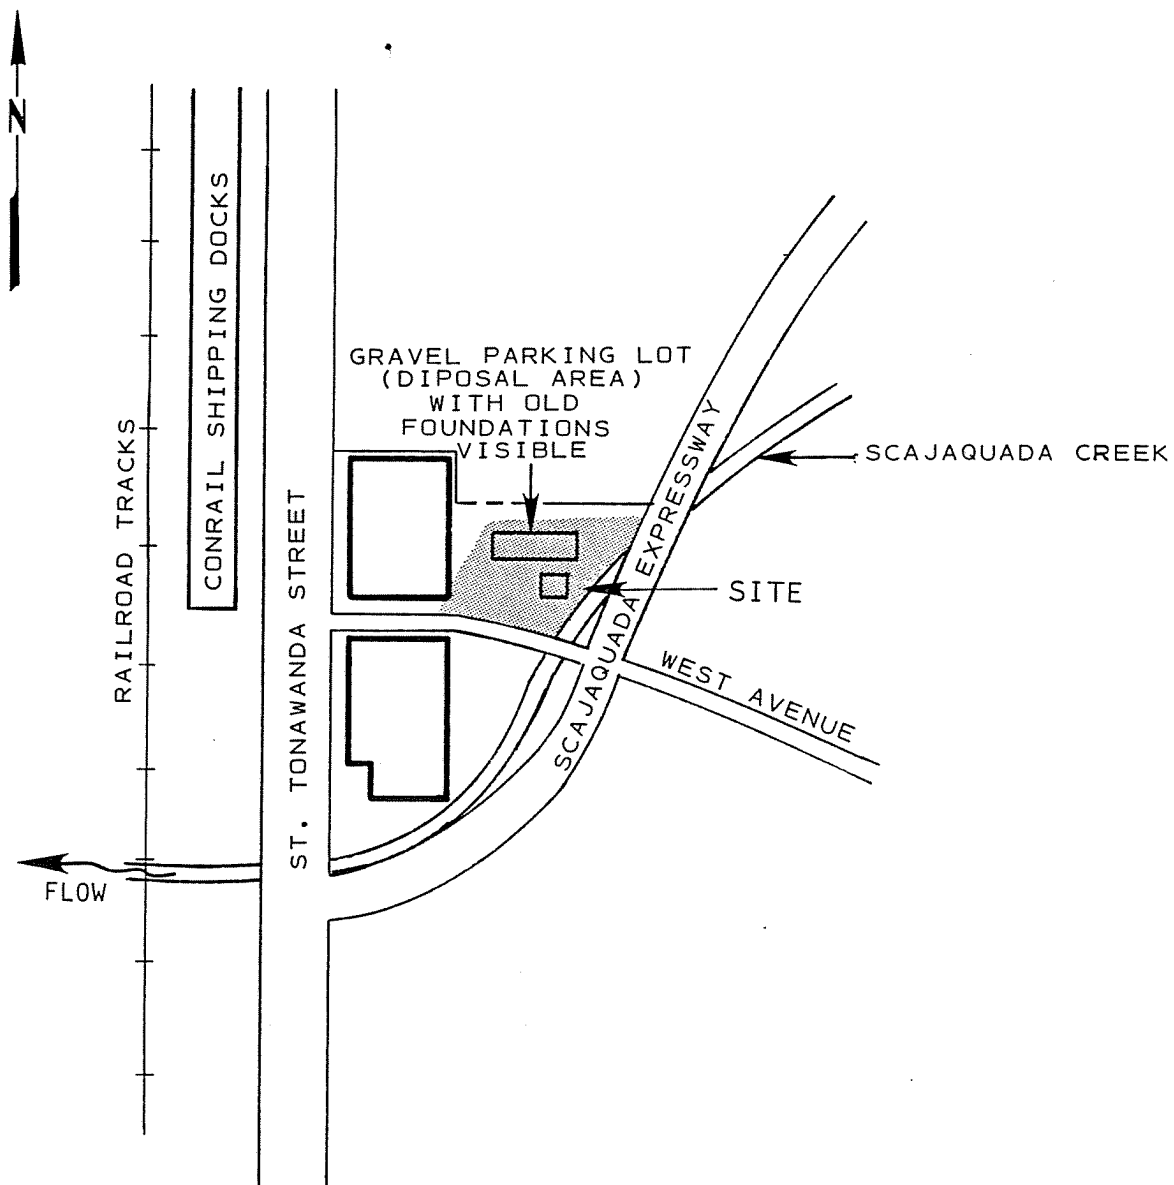 N
CONRAIL SHIPPING DOCKS
RAILROAD TRACKS
ST. TONAWANDA STREET
GRAVEL PARKING LOT
(DIPOSAL AREA)
WITH OLD
FOUNDATIONS
VISIBLE
SCAJAQUADA EXPRESSWAY
SCAJAQUADA CREEK
SITE
WEST AVENUE
FLOW